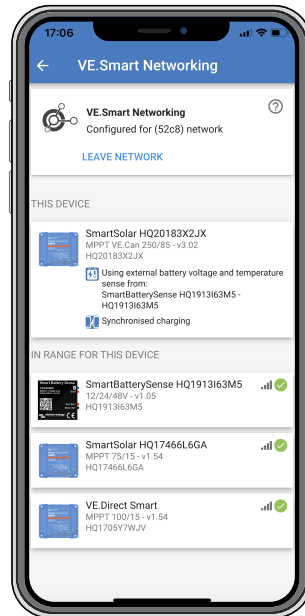 17:06
VE.Smart Networking
VE.Smart Networking
Configured for (52c8) network
LEAVE NETWORK
THIS DEVICE
SmartSolar HQ20183X2JX
MPPT VE.Can 250/85 - v3.02
HQ20183X2JX
Using external battery voltage and temperature
sense from:
SmartBatterySense HQ1913I63M5 -
HQ1913I63M5
Synchronised charging
IN RANGE FOR THIS DEVICE
Smart Battery Sense
SmartBatterySense HQ1913I63M5
12/24/48V - v1.05
HQ1913I63M5
SmartSolar HQ17466L6GA
MPPT 75/15 - v1.54
HQ17466L6GA
VE.Direct Smart
MPPT 100/15 - v1.54
HQ1705Y7WJV